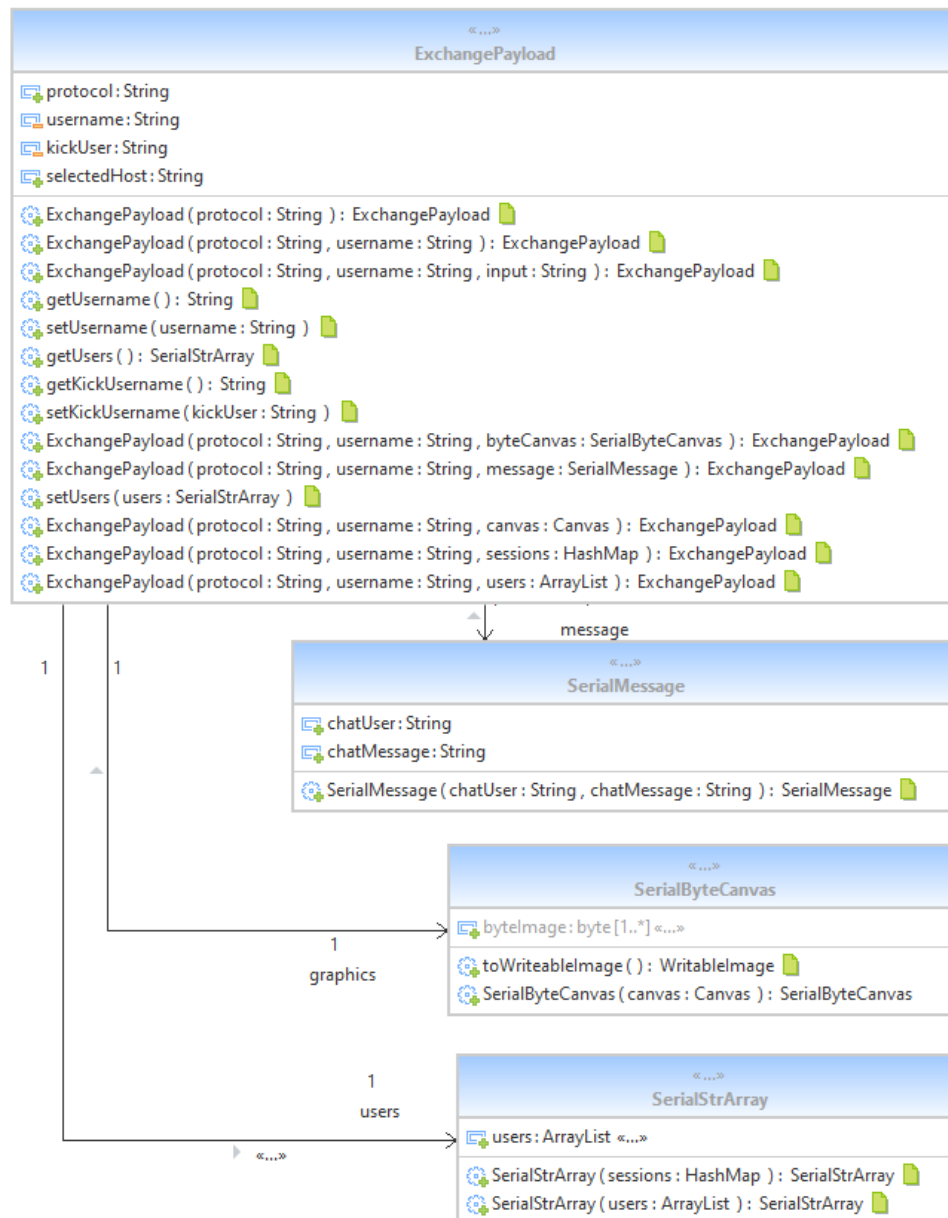 «...»
ExchangePayload
protocol : String
username : String
kickUser : String
selectedHost : String
ExchangePayload ( protocol : String ) : ExchangePayload
ExchangePayload ( protocol : String , username : String ) : ExchangePayload
ExchangePayload ( protocol : String , username : String , input : String ) : ExchangePayload
getUsername ( ) : String
setUsername ( username : String )
getUsers ( ) : SerialStrArray
getKickUsername ( ) : String
setKickUsername ( kickUser : String )
ExchangePayload ( protocol : String , username : String , byteCanvas : SerialByteCanvas ) : ExchangePayload
ExchangePayload ( protocol : String , username : String , message : SerialMessage ) : ExchangePayload
setUsers ( users : SerialStrArray )
ExchangePayload ( protocol : String , username : String , canvas : Canvas ) : ExchangePayload
ExchangePayload ( protocol : String , username : String , sessions : HashMap ) : ExchangePayload
ExchangePayload ( protocol : String , username : String , users : ArrayList ) : ExchangePayload
message
1
1
«...»
SerialMessage
chatUser : String
chatMessage : String
SerialMessage ( chatUser : String , chatMessage : String ) : SerialMessage
«...»
SerialByteCanvas
byteImage : byte [1..*] «...»
toWriteableImage ( ) : WritableImage
SerialByteCanvas ( canvas : Canvas ) : SerialByteCanvas
1
graphics
«...»
SerialStrArray
users : ArrayList «...»
SerialStrArray ( sessions : HashMap ) : SerialStrArray
SerialStrArray ( users : ArrayList ) : SerialStrArray
1
users
«...»